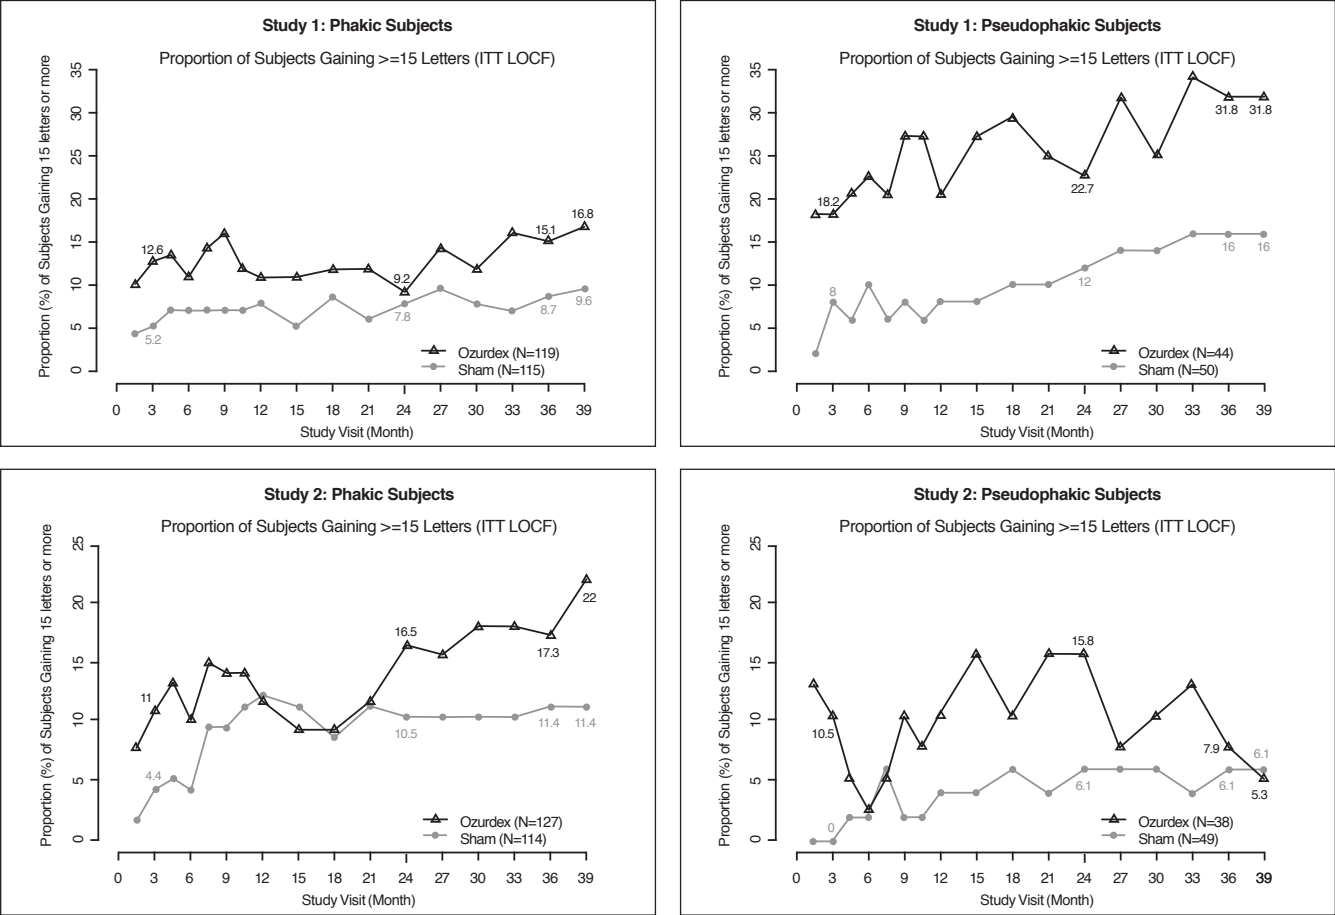 Study 1: Phakic Subjects
Proportion of Subjects Gaining >=15 Letters (ITT LOCF)
Proportion (%) of Subjects Gaining 15 letters or more
35
30
25
20
15
10
5
0
12.6
9.2
15.1
16.8
5.2
7.8
8.7
9.6
Ozurdex (N=119)
Sham (N=115)
0 3 6 9 12 15 18 21 24 27 30 33 36 39
Study Visit (Month)
Study 1: Pseudophakic Subjects
Proportion of Subjects Gaining >=15 Letters (ITT LOCF)
Proportion (%) of Subjects Gaining 15 letters or more
35
30
25
20
15
10
5
0
18.2
22.7
31.8
31.8
8
12
16
16
Ozurdex (N=44)
Sham (N=50)
0 3 6 9 12 15 18 21 24 27 30 33 36 39
Study Visit (Month)
Study 2: Phakic Subjects
Proportion of Subjects Gaining >=15 Letters (ITT LOCF)
Proportion (%) of Subjects Gaining 15 letters or more
25
20
15
10
5
0
11
16.5
17.3
22
4.4
10.5
11.4
11.4
Ozurdex (N=127)
Sham (N=114)
0 3 6 9 12 15 18 21 24 27 30 33 36 39
Study Visit (Month)
Study 2: Pseudophakic Subjects
Proportion of Subjects Gaining >=15 Letters (ITT LOCF)
Proportion (%) of Subjects Gaining 15 letters or more
25
20
15
10
5
0
10.5
15.8
7.9
5.3
0
6.1
6.1
6.1
Ozurdex (N=38)
Sham (N=49)
0 3 6 9 12 15 18 21 24 27 30 33 36 39
Study Visit (Month)